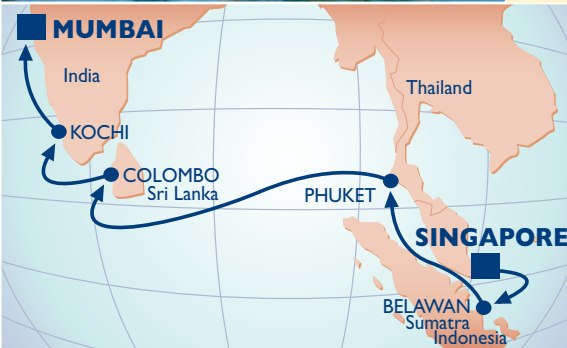 MUMBAI
India
Thailand
KOCHI
COLOMBO
Sri Lanka
PHUKET
SINGAPORE
BELAWAN
Sumatra
Indonesia